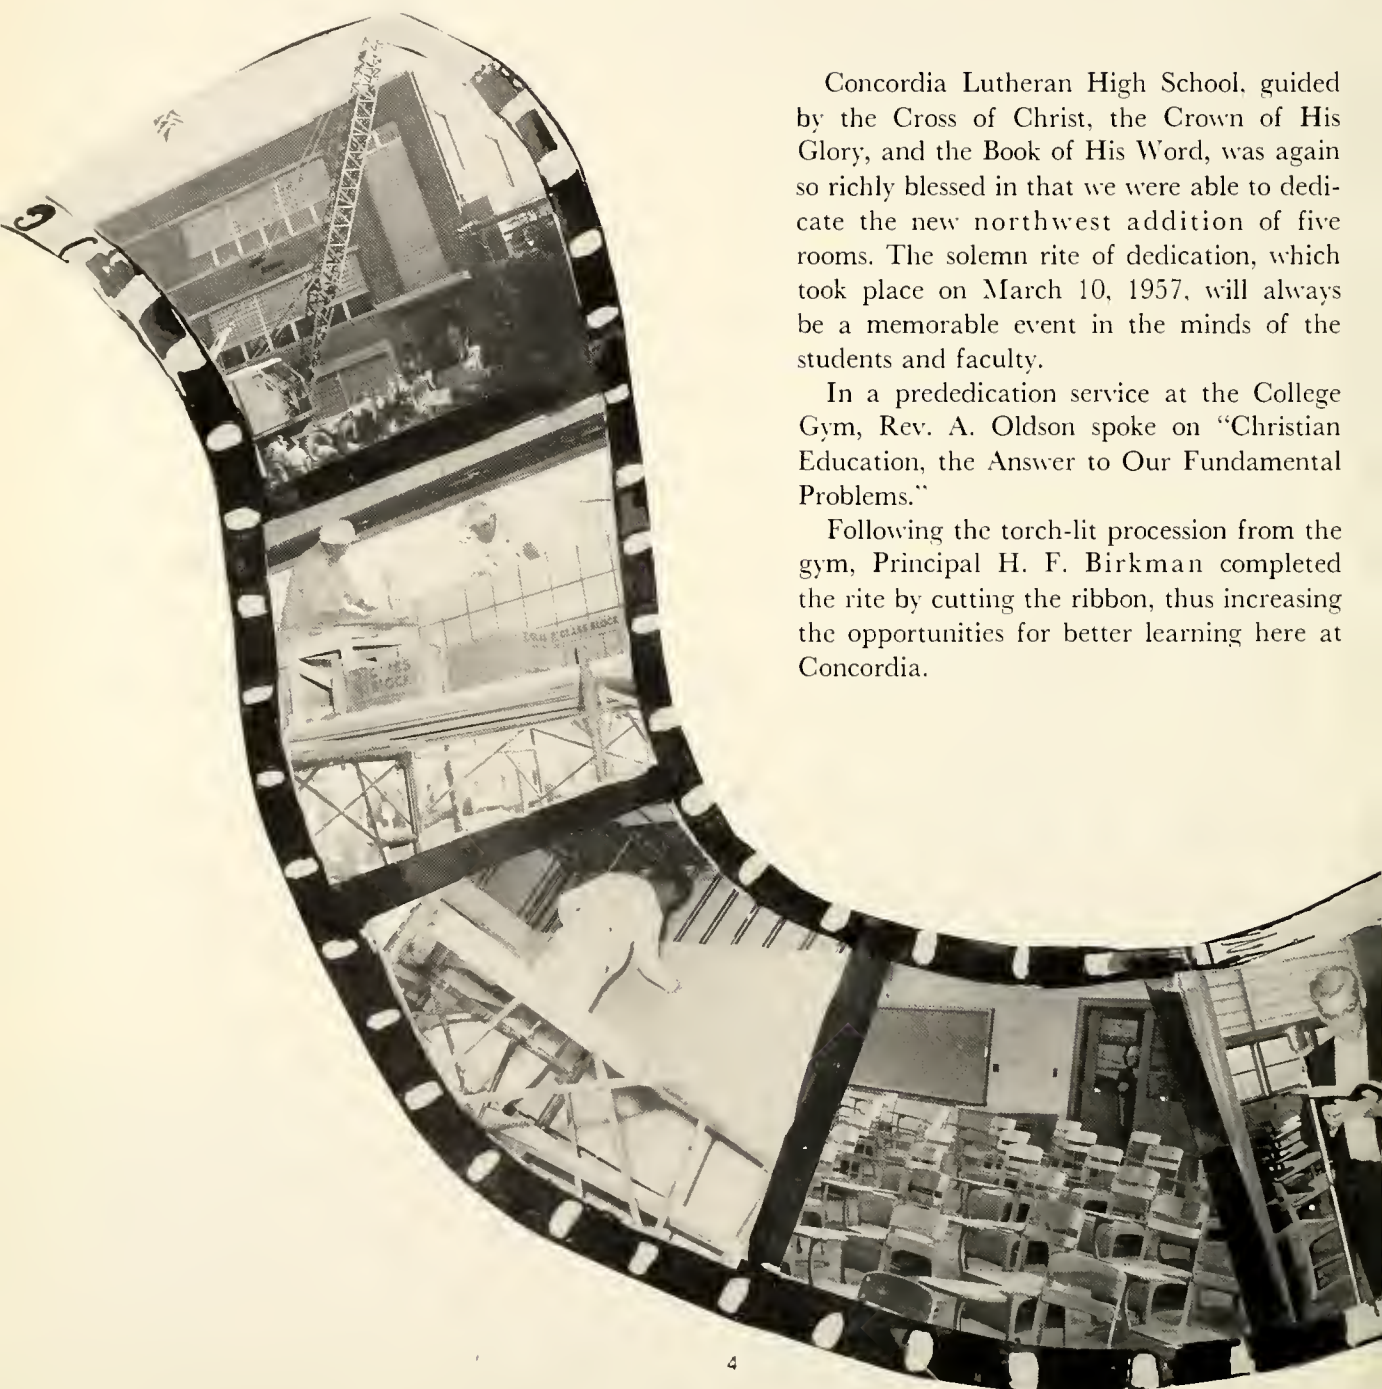 Concordia Lutheran High School, guided
by the Cross of Christ, the Crown of His
Glory, and the Book of His Word, was again
so richly blessed in that we were able to dedi-
cate the new northwest addition of five
rooms. The solemn rite of dedication, which
took place on March 10, 1957, will always
be a memorable event in the minds of the
students and faculty.
In a prededication service at the College
Gym, Rev. A. Oldson spoke on “Christian
Education, the Answer to Our Fundamental
Problems.”
Following the torch-lit procession from the
gym, Principal H. F. Birkman completed
the rite by cutting the ribbon, thus increasing
the opportunities for better learning here at
Concordia.
GLASS BLOCK
BLOCK
4